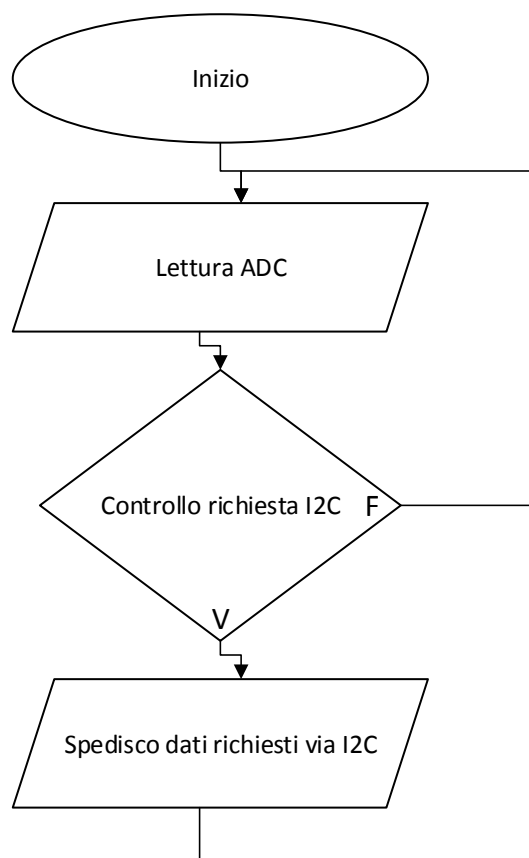 Inizio
Lettura ADC
Controllo richiesta I2C
F
V
Spedisco dati richiesti via I2C